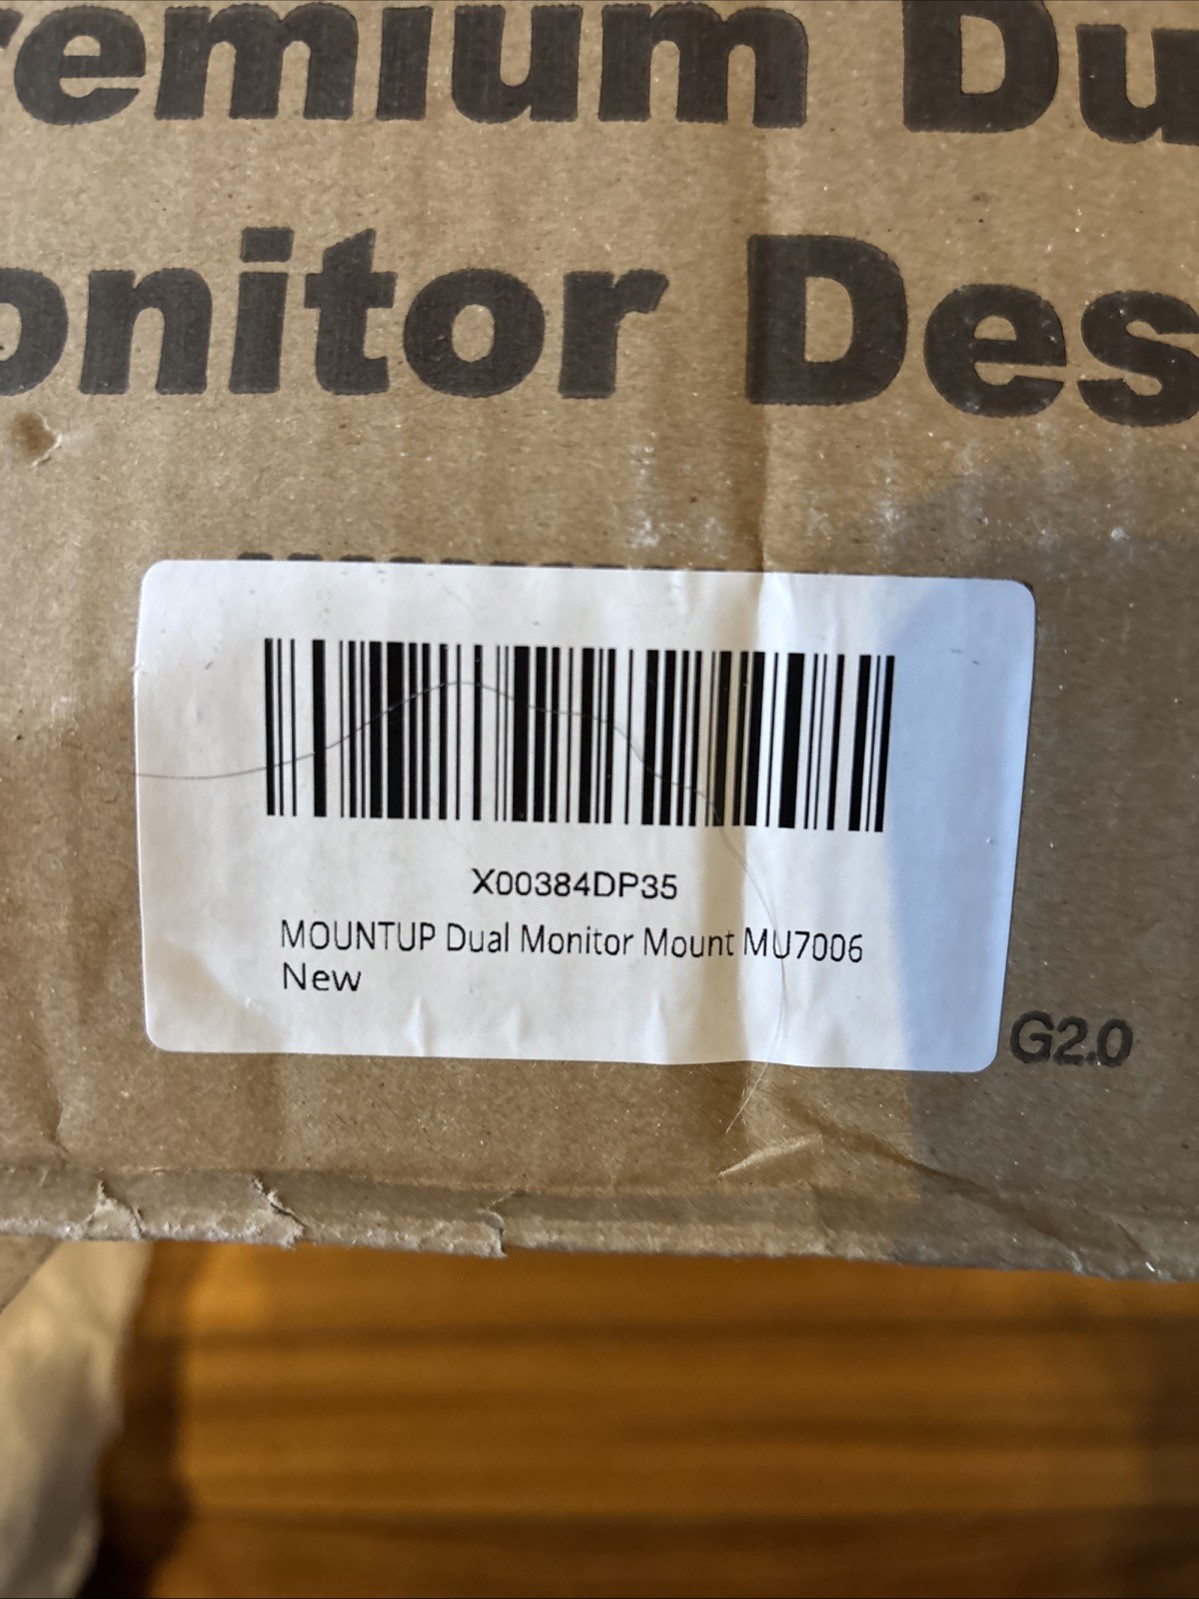 remium Du
onitor Des
X00384DP35
MOUNTUP Dual Monitor Mount MU7006
New
G2.0